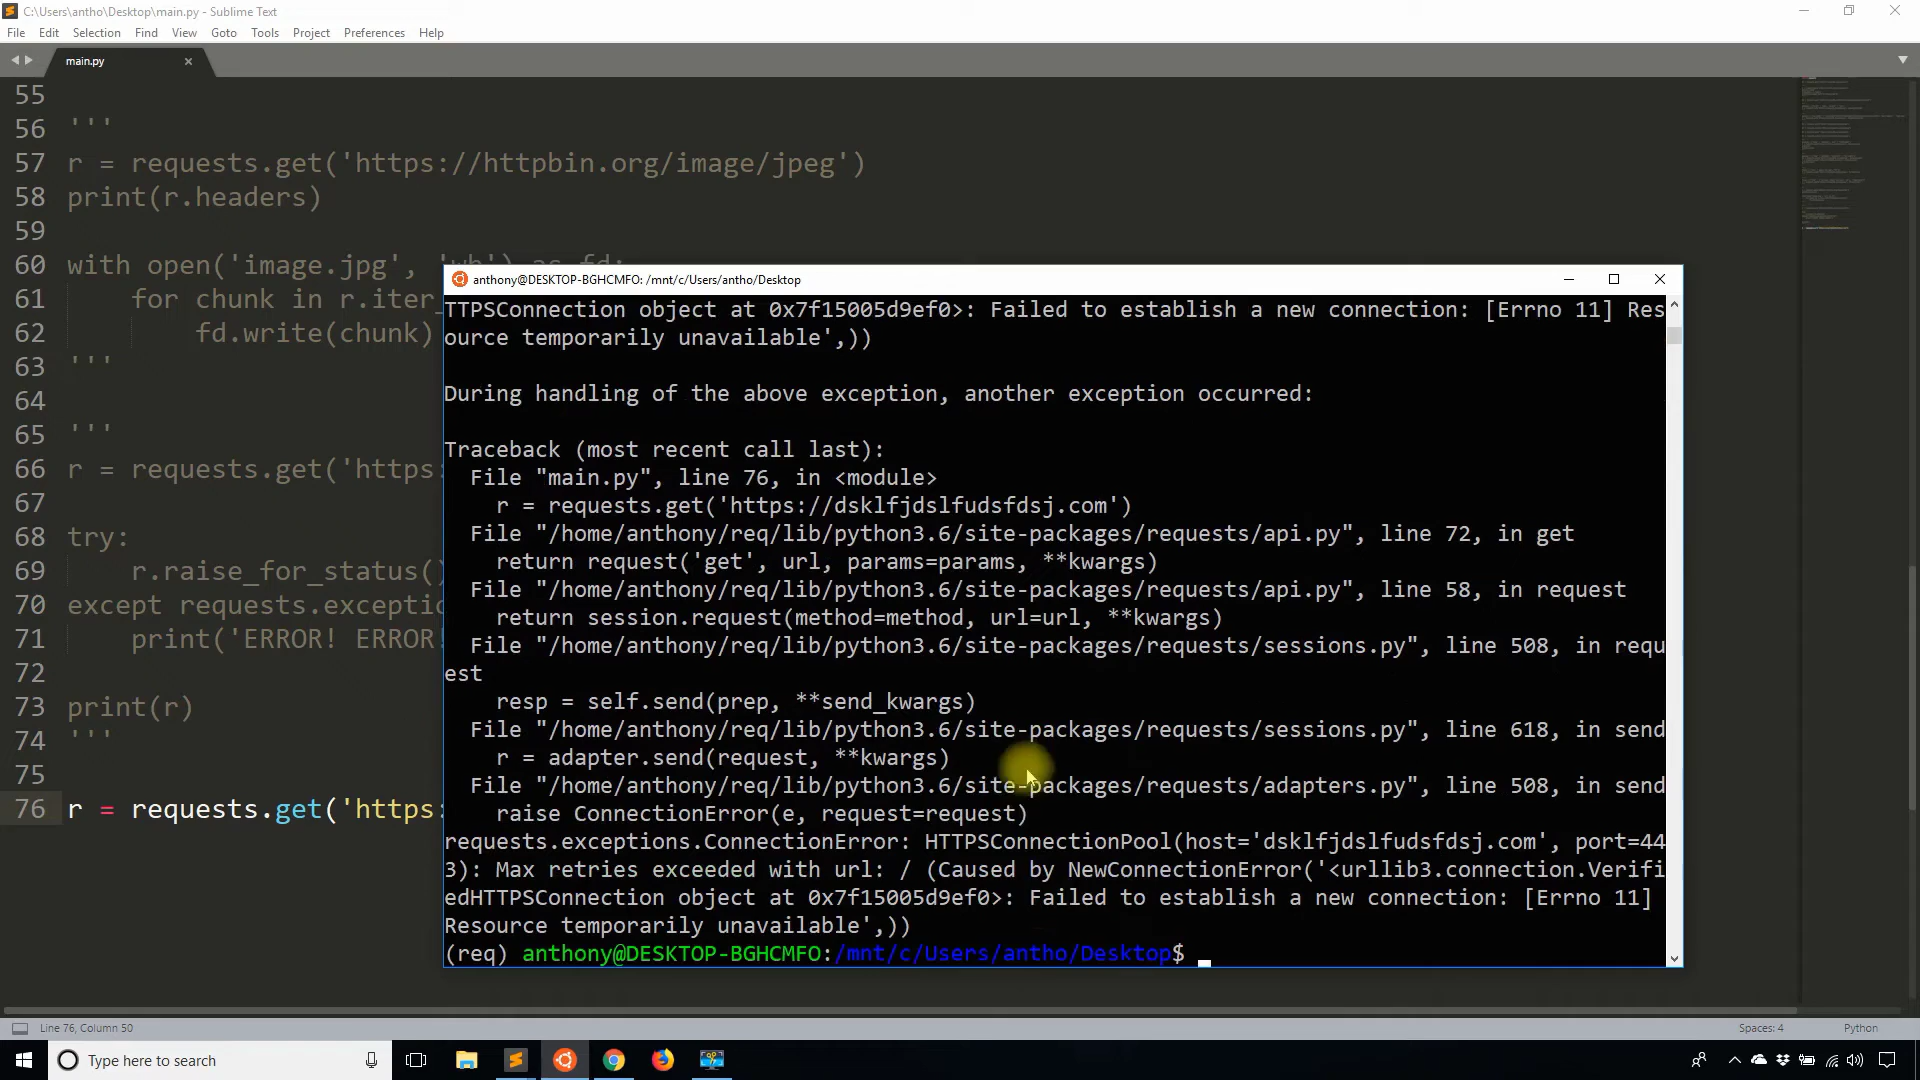 C:\Users\antho\Desktop\main.py - Sublime Text
File Edit Selection Find View Goto Tools Project Preferences Help
main.py
55
56 '''
57 r = requests.get('https://httpbin.org/image/jpeg')
58 print(r.headers)
59
60 with open('image.jpg', 'wb') as fd:
61 for chunk in r.iter_
62 fd.write(chunk)
63 '''
64
65 '''
66 r = requests.get('https:
67
68 try:
69 r.raise_for_status()
70 except requests.exceptio
71 print('ERROR! ERROR!
72
73 print(r)
74 '''
75
76 r = requests.get('https:
anthony@DESKTOP-BGHCMFO: /mnt/c/Users/antho/Desktop
TTPSConnection object at 0x7f15005d9ef0>: Failed to establish a new connection: [Errno 11] Res
ource temporarily unavailable',))
During handling of the above exception, another exception occurred:
Traceback (most recent call last):
File "main.py", line 76, in <module>
r = requests.get('https://dsklfjdslfudsfdsj.com')
File "/home/anthony/req/lib/python3.6/site-packages/requests/api.py", line 72, in get
return request('get', url, params=params, **kwargs)
File "/home/anthony/req/lib/python3.6/site-packages/requests/api.py", line 58, in request
return session.request(method=method, url=url, **kwargs)
File "/home/anthony/req/lib/python3.6/site-packages/requests/sessions.py", line 508, in requ
est
resp = self.send(prep, **send_kwargs)
File "/home/anthony/req/lib/python3.6/site-packages/requests/sessions.py", line 618, in send
r = adapter.send(request, **kwargs)
File "/home/anthony/req/lib/python3.6/site-packages/requests/adapters.py", line 508, in send
raise ConnectionError(e, request=request)
requests.exceptions.ConnectionError: HTTPSConnectionPool(host='dsklfjdslfudsfdsj.com', port=44
3): Max retries exceeded with url: / (Caused by NewConnectionError('<urllib3.connection.Verifi
edHTTPSConnection object at 0x7f15005d9ef0>: Failed to establish a new connection: [Errno 11]
Resource temporarily unavailable',))
(req) anthony@DESKTOP-BGHCMFO:/mnt/c/Users/antho/Desktop$
Line 76, Column 50
Spaces: 4
Python
Type here to search